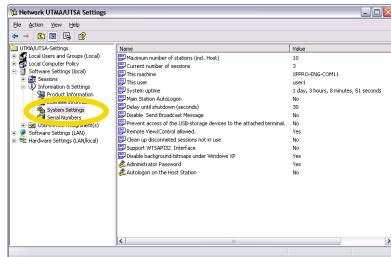 Network UTMA/UTSA Settings
File Action View Help
UTMA/UTSA-Settings
Local Users and Groups (Local)
Local Computer Policy
Software Settings (local)
Sessions
Information & Settings
Product Information
System Settings
Serial Numbers
Software Settings (LAN)
Hardware Settings (LAN/local)
Name Value
Maximum number of stations (incl. Host) 10
Current number of sessions 3
This machine XPPRO-ENG-COM11
This user user1
System uptime 1 day, 3 hours, 8 minutes, 51 seconds
Main Station AutoLogon No
Delay until shutdown (seconds) 30
Disable Send Broadcast Message No
Prevent access of the USB-storage devices to the attached terminal. No
Remote View/Control allowed. Yes
Clean up disconneted sessions not in use No
Support WTSAPI32 Interface No
Disable background-bitmaps under Windows XP Yes
Administrator Password Yes
Autologon on the Host Station No